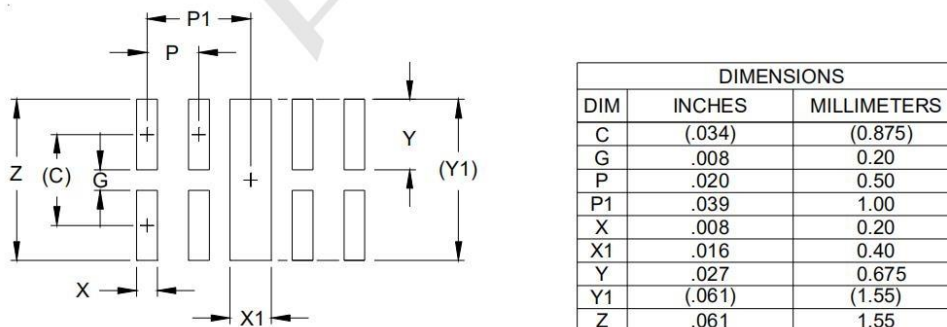 P1
P
Z
(C)
G
Y
(Y1)
X
X1
DIMENSIONS
DIM INCHES MILLIMETERS
C (.034) (0.875)
G .008 0.20
P .020 0.50
P1 .039 1.00
X .008 0.20
X1 .016 0.40
Y .027 0.675
Y1 (.061) (1.55)
Z .061 1.55